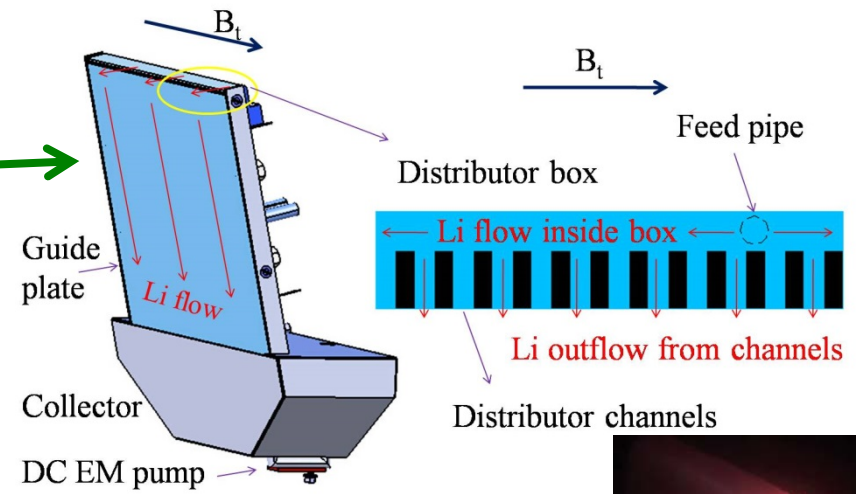 Bt
Bt
Feed pipe
Distributor box
Li flow inside box
Guide
plate
Li flow
Li outflow from channels
Collector
Distributor channels
DC EM pump